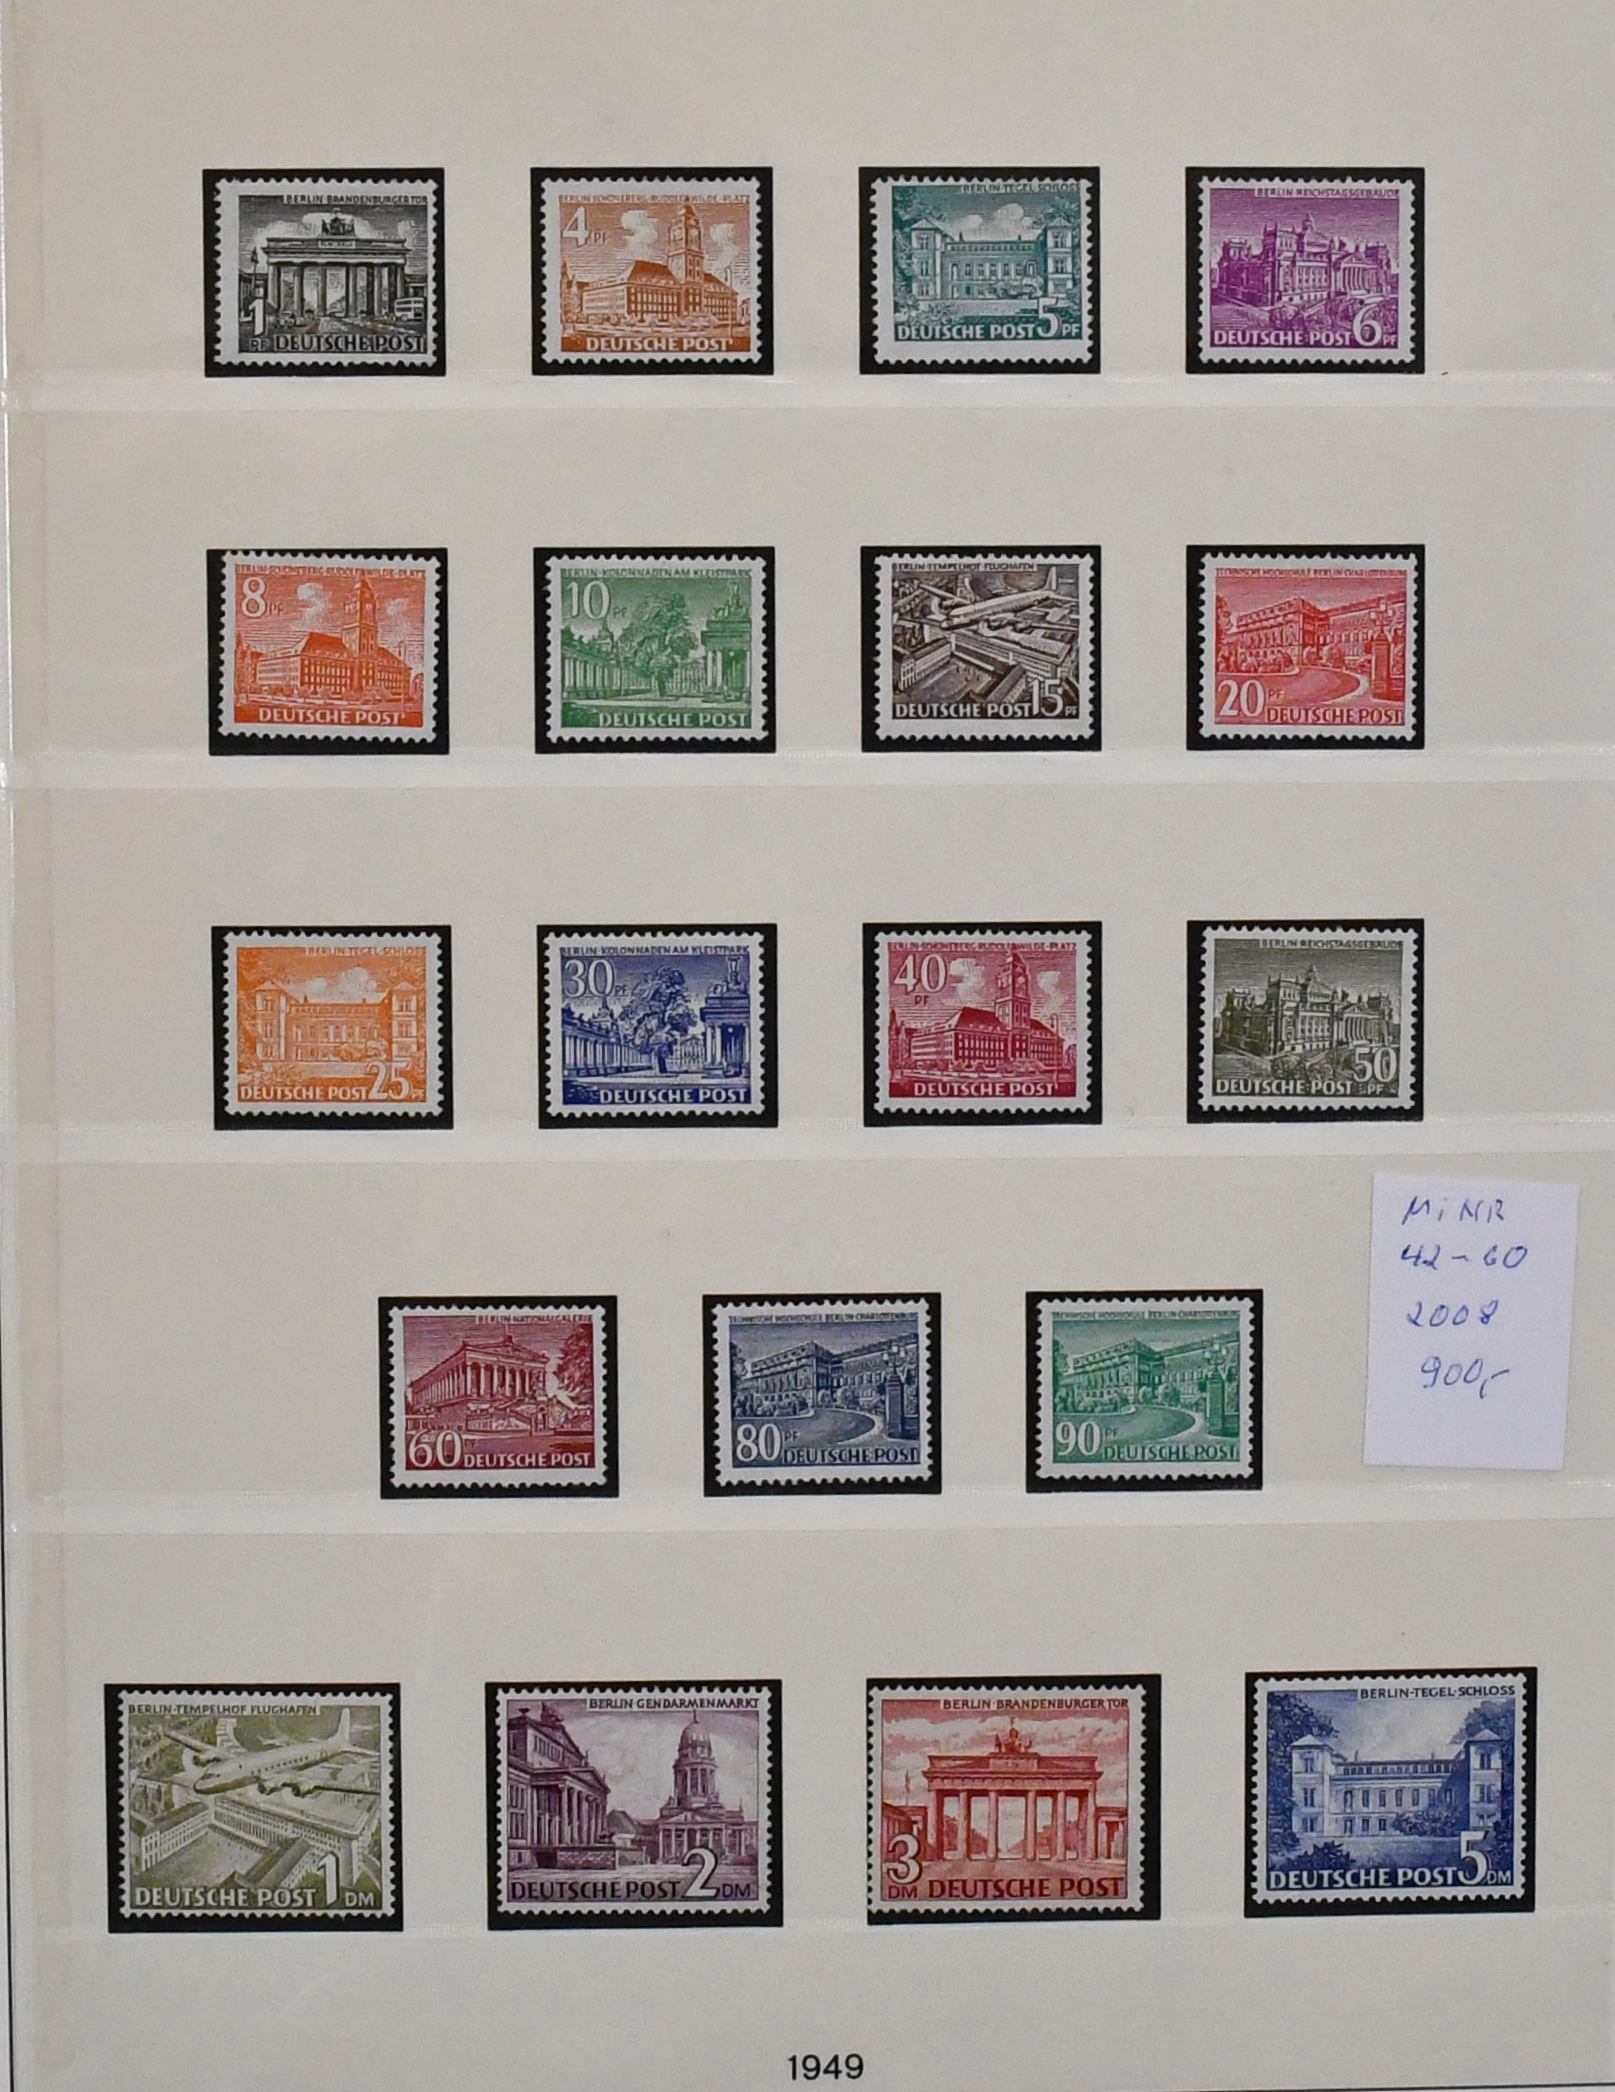 BERLIN-BRANDENBURGER TOR
1 PF DEUTSCHE POST
BERLIN-SCHÖNEBERG-RUDOLF-WILDE-PLATZ
4 PF
DEUTSCHE POST
BERLIN-TEGEL-SCHLOSS
DEUTSCHE POST 5 PF
BERLIN-REICHSTAGSGEBÄUDE
DEUTSCHE POST 6 PF
BERLIN-SCHÖNEBERG-RUDOLF-WILDE-PLATZ
8 PF
DEUTSCHE POST
BERLIN-KOLONNADEN AM KLEISTPARK
10 PF
DEUTSCHE POST
BERLIN-TEMPELHOF-FLUGHAFEN
DEUTSCHE POST 15 PF
TECHNISCHE HOCHSCHULE BERLIN-CHARLOTTENBURG
20 PF DEUTSCHE POST
BERLIN-TEGEL-SCHLOSS
DEUTSCHE POST 25 PF
BERLIN-KOLONNADEN AM KLEISTPARK
30 PF
DEUTSCHE POST
BERLIN-SCHÖNEBERG-RUDOLF-WILDE-PLATZ
40 PF
DEUTSCHE POST
BERLIN-REICHSTAGSGEBÄUDE
DEUTSCHE POST 50 PF
BERLIN-NATIONALGALERIE
60 PF DEUTSCHE POST
TECHNISCHE HOCHSCHULE BERLIN-CHARLOTTENBURG
80 PF DEUTSCHE POST
TECHNISCHE HOCHSCHULE BERLIN-CHARLOTTENBURG
90 PF DEUTSCHE POST
MiNR
42-60
2008
900,-
BERLIN-TEMPELHOF FLUGHAFEN
DEUTSCHE POST 1 DM
BERLIN GENDARMENMARKT
DEUTSCHE POST 2 DM
BERLIN-BRANDENBURGER TOR
3 DM DEUTSCHE POST
BERLIN-TEGEL-SCHLOSS
DEUTSCHE POST 5 DM
1949